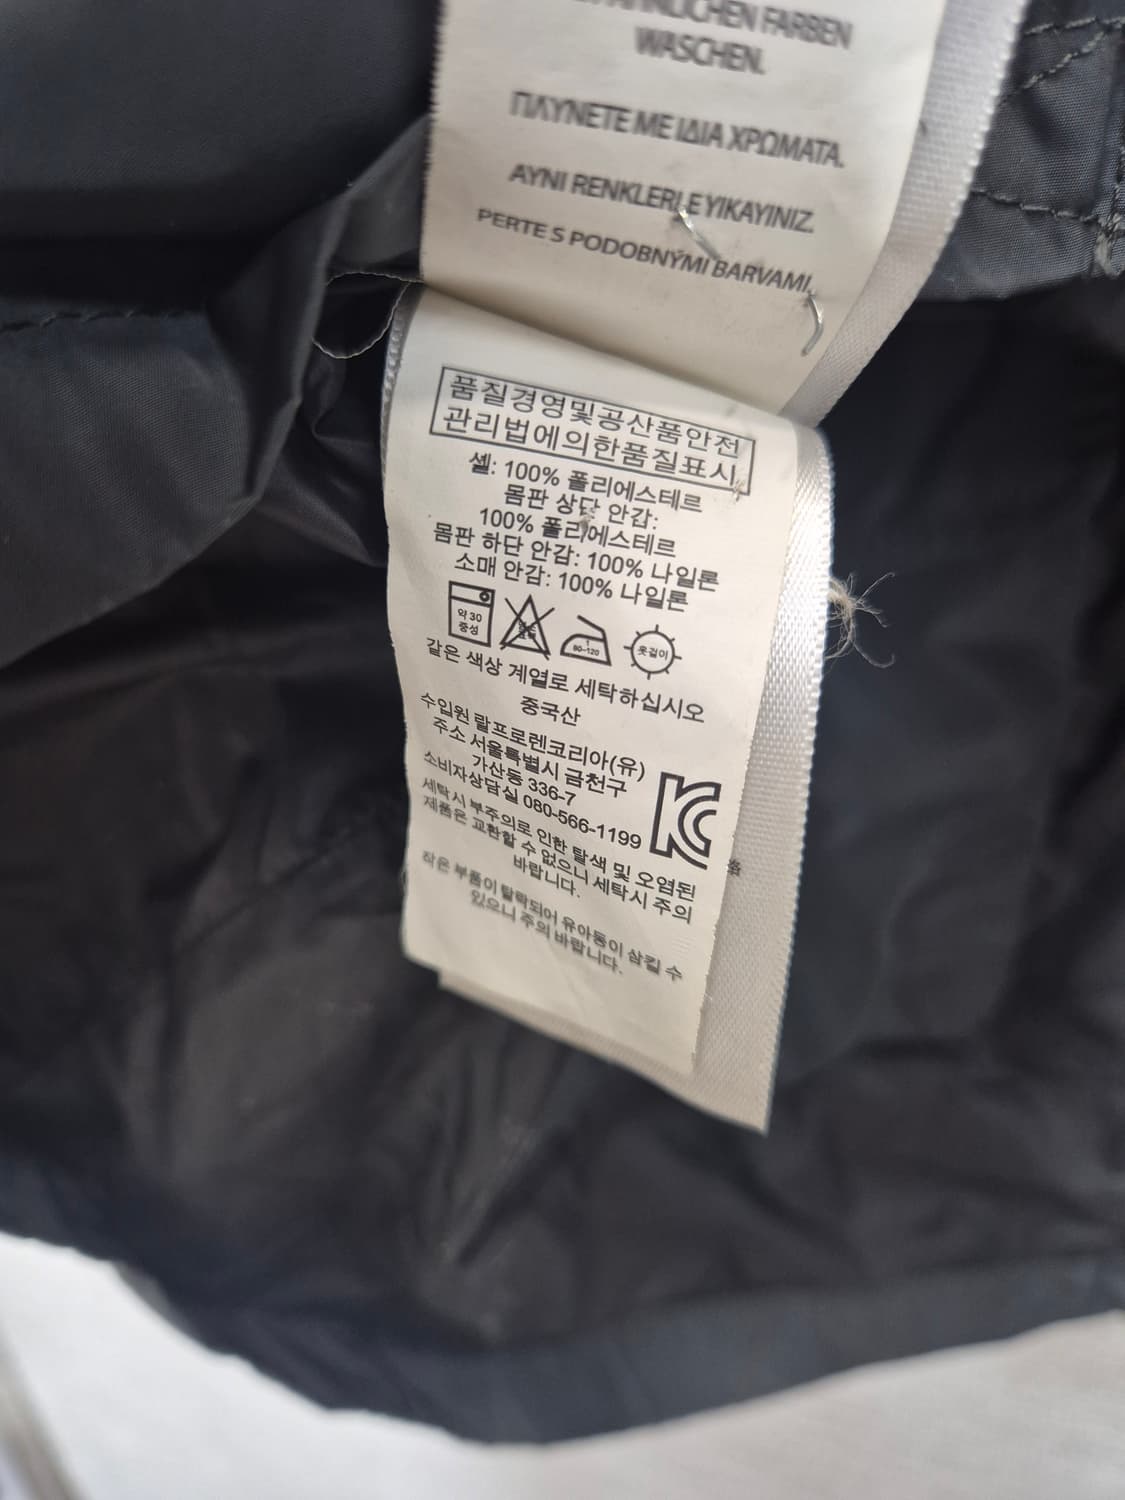 ÄHNLICHEN FARBEN
WASCHEN.
ΠΛΥΝΕΤΕ ΜΕ ΙΔΙΑ ΧΡΩΜΑΤΑ.
AYNI RENKLERLE YIKAYINIZ.
PERTE S PODOBNÝMI BARVAMI.
품질경영및공산품안전
관리법에의한품질표시
셸: 100% 폴리에스테르
몸판 상단 안감:
100% 폴리에스테르
몸판 하단 안감: 100% 나일론
소매 안감: 100% 나일론
약 30
중성
80~120
옷걸이
같은 색상 계열로 세탁하십시오
중국산
수입원 랄프로렌코리아(유)
주소 서울특별시 금천구
가산동 336-7
소비자상담실 080-566-1199
세탁시 부주의로 인한 탈색 및 오염된
제품은 교환할 수 없으니 세탁시 주의
바랍니다.
작은 부품이 탈락되어 유아동이 삼킬 수
있으니 주의 바랍니다.
KC